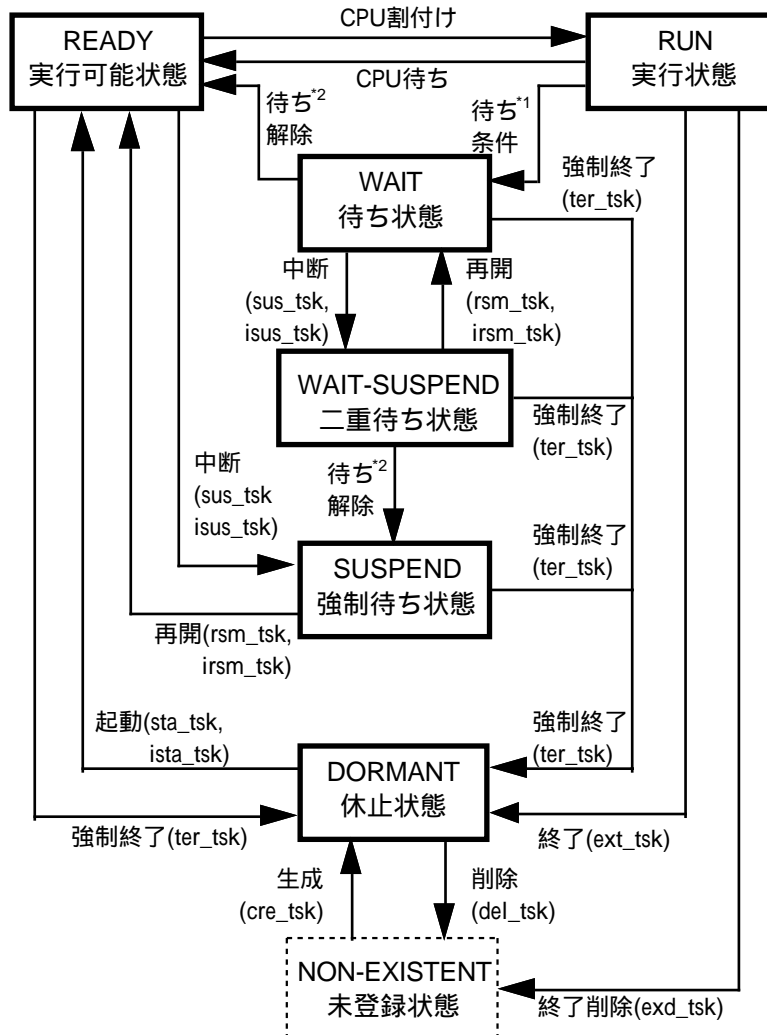 CPU割付け
READY
実行可能状態
RUN
実行状態
CPU待ち
待ち*2
解除
待ち*1
条件
WAIT
待ち状態
強制終了
(ter_tsk)
中断
(sus_tsk,
isus_tsk)
再開
(rsm_tsk,
irsm_tsk)
WAIT-SUSPEND
二重待ち状態
強制終了
(ter_tsk)
中断
(sus_tsk
isus_tsk)
待ち*2
解除
強制終了
(ter_tsk)
SUSPEND
強制待ち状態
再開(rsm_tsk,
irsm_tsk)
起動(sta_tsk,
ista_tsk)
強制終了
(ter_tsk)
DORMANT
休止状態
強制終了(ter_tsk)
終了(ext_tsk)
生成
(cre_tsk)
削除
(del_tsk)
NON-EXISTENT
未登録状態
終了削除(exd_tsk)